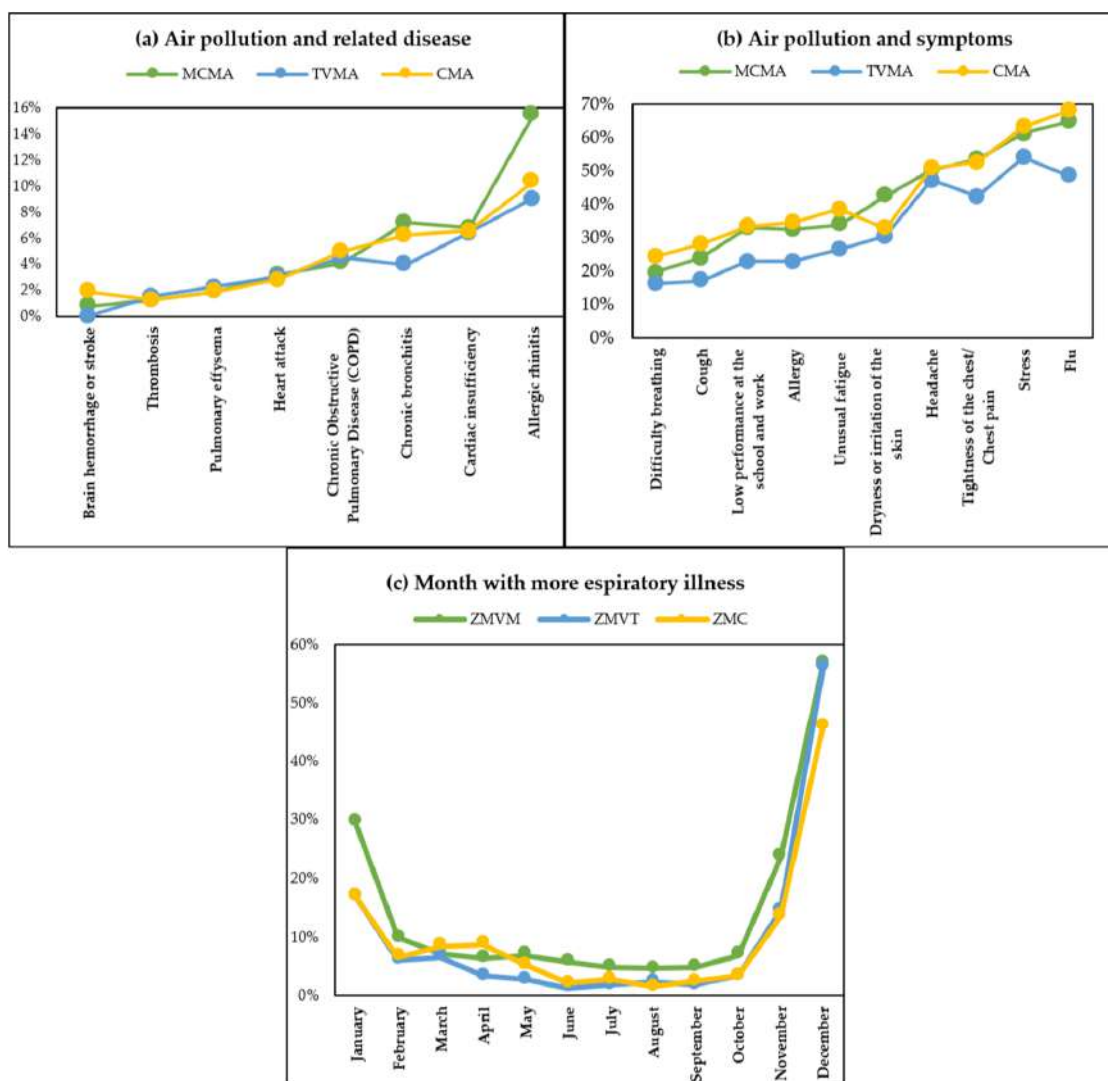 (a) Air pollution and related disease
MCMA TVMA CMA
16%
14%
12%
10%
8%
6%
4%
2%
0%
Brain hemorrhage or stroke
Thrombosis
Pulmonary effysema
Heart attack
Chronic Obstructive
Pulmonary Disease (COPD)
Chronic bronchitis
Cardiac insufficiency
Allergic rhinitis
(b) Air pollution and symptoms
MCMA TVMA CMA
70%
60%
50%
40%
30%
20%
10%
0%
Difficulty breathing
Cough
Low performance at the
school and work
Allergy
Unusual fatigue
Dryness or irritation of the
skin
Headache
Tightness of the chest/
Chest pain
Stress
Flu
(c) Month with more espiratory illness
ZMVM ZMVT ZMC
60%
50%
40%
30%
20%
10%
0%
January
February
March
April
May
June
July
August
September
October
November
December